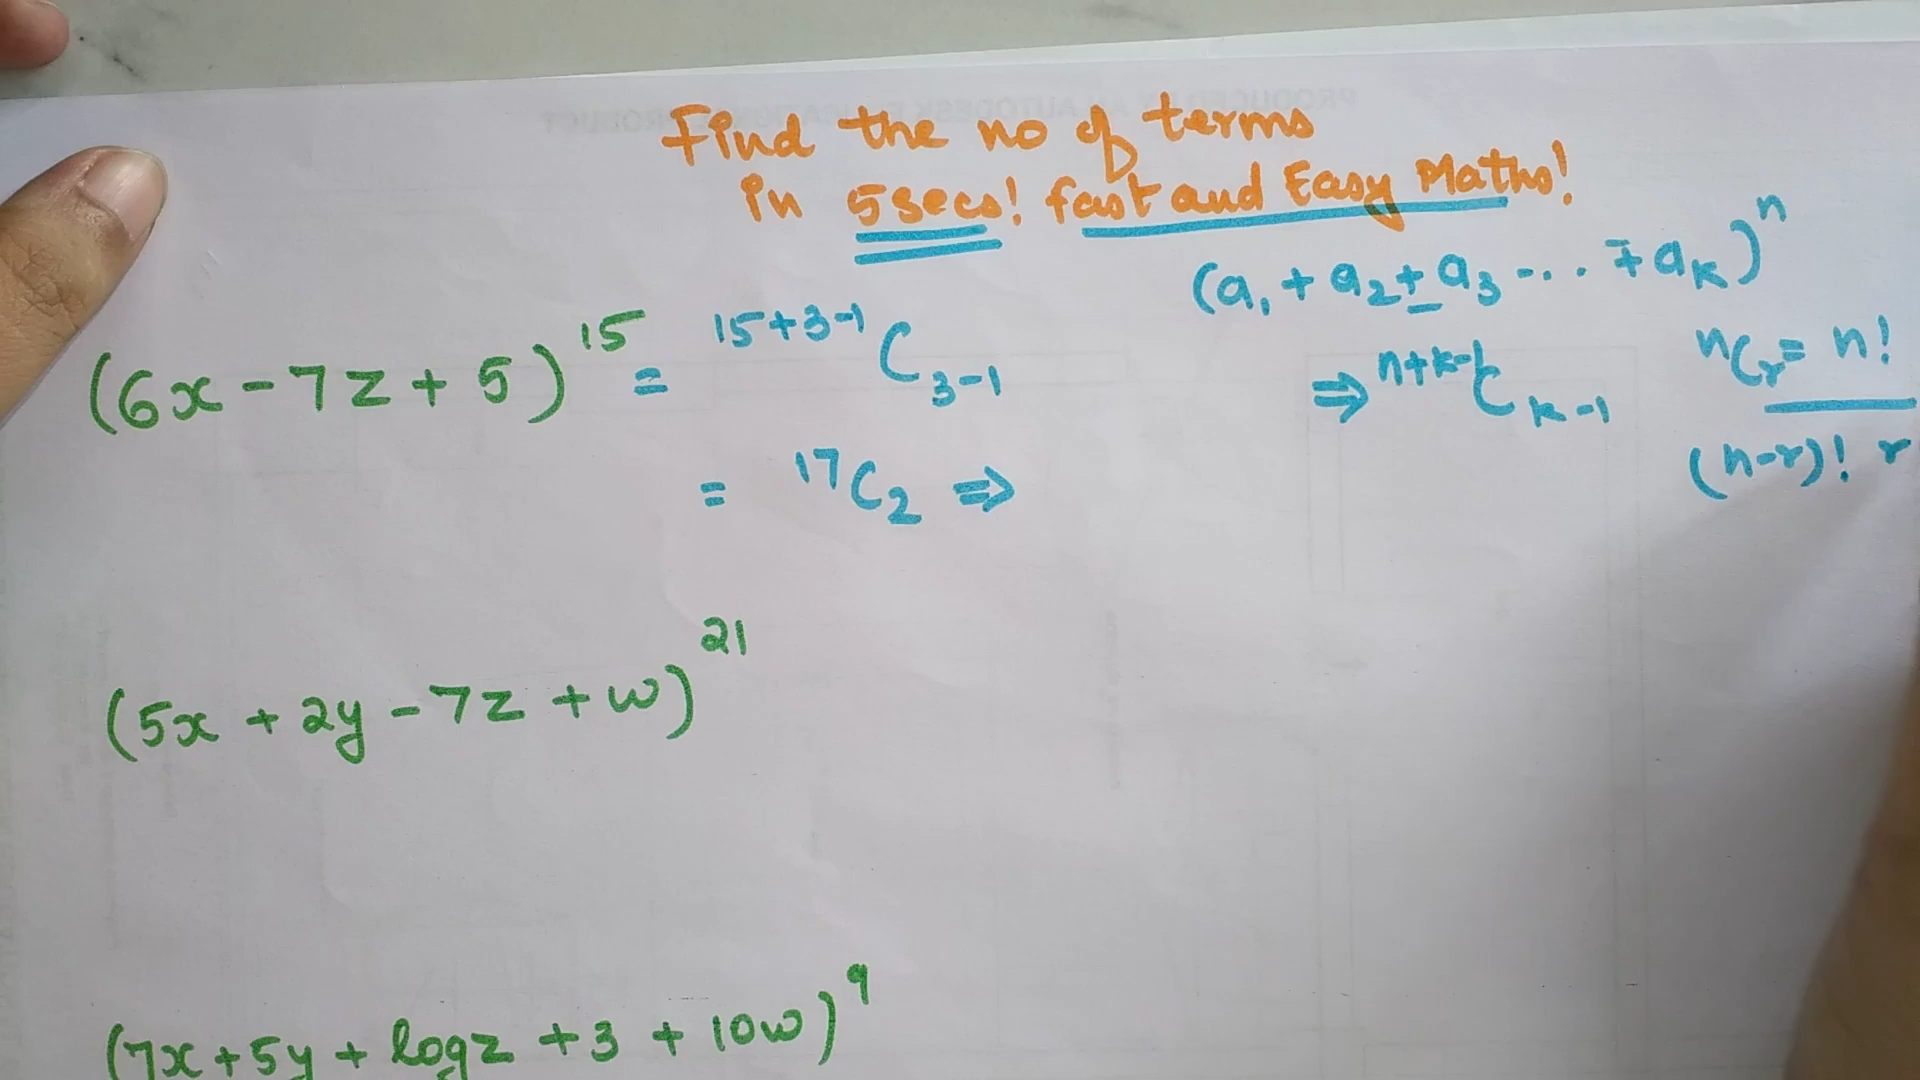 Find the no of terms
in 5secs! fast and Easy Maths!
(a₁ + a₂ ± a₃ -... ∓ aₖ)ⁿ
(6x - 7z + 5)¹⁵ = ¹⁵⁺³⁻¹C₃₋₁
⇒ ⁿ⁺ᵏ⁻¹Cₖ₋₁
ⁿCᵣ = n!
(n-r)! r
= ¹⁷C₂ ⇒
(5x + 2y - 7z + w)²¹
(7x + 5y + logz + 3 + 10w)⁹